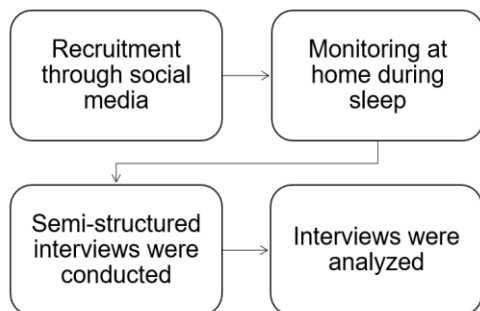 Recruitment
through social
media
Monitoring at
home during
sleep
Semi-structured
interviews were
conducted
Interviews were
analyzed